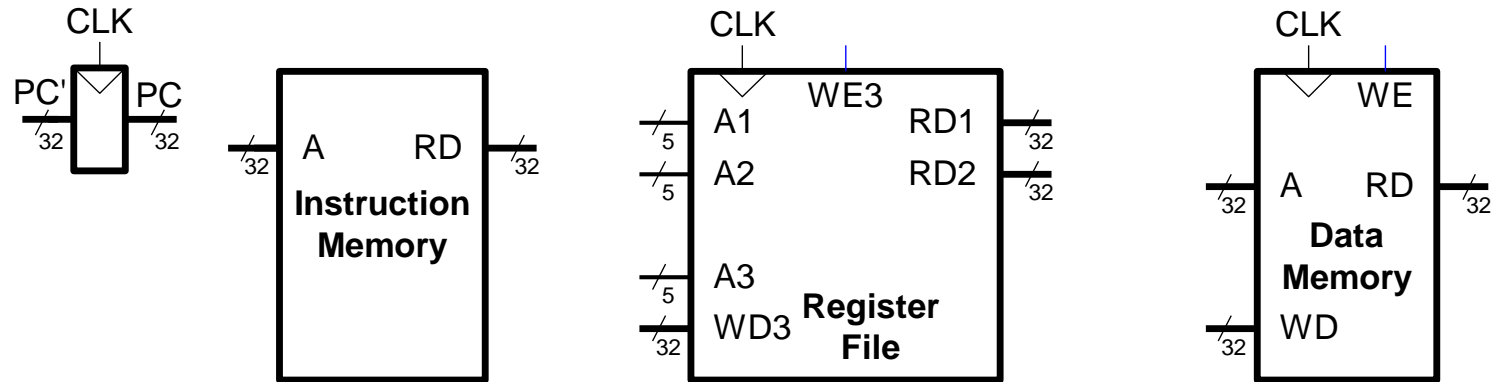 CLK
PC'
PC
32
32
A
RD
32
32
Instruction
Memory
CLK
WE3
A1
RD1
5
32
A2
RD2
5
32
A3
5
WD3
32
Register
File
CLK
WE
A
RD
32
32
Data
Memory
WD
32